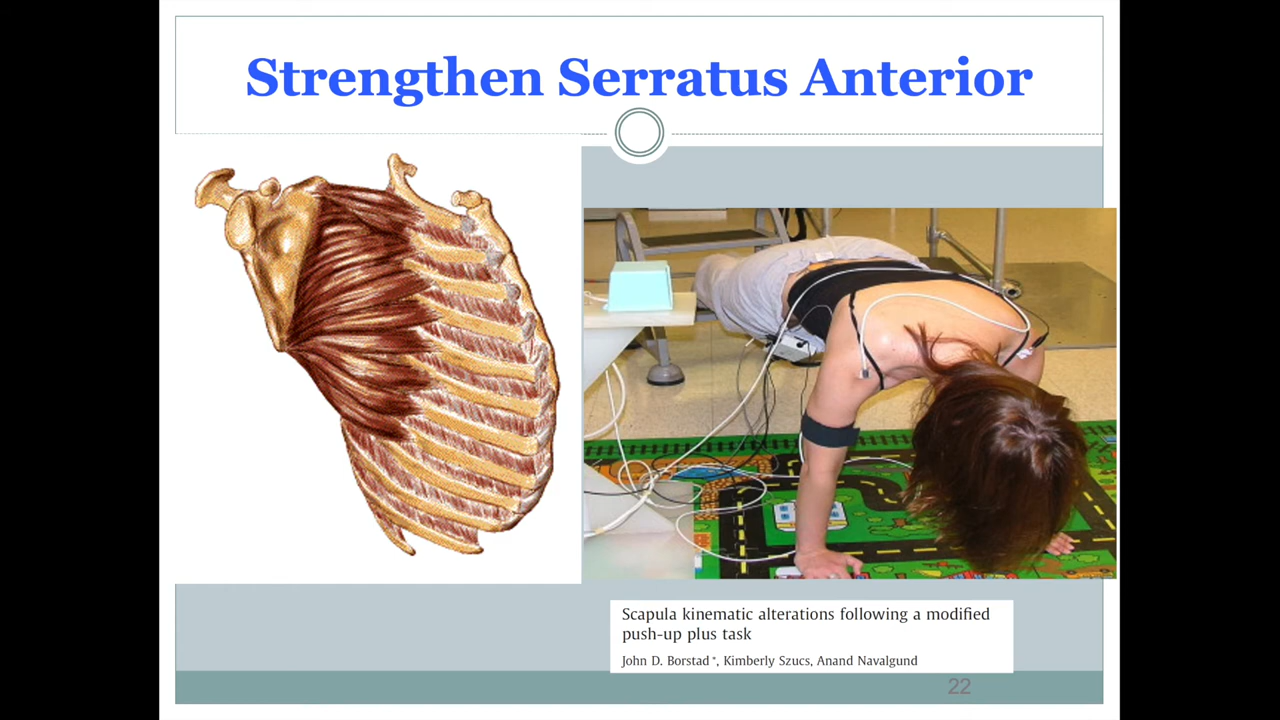 Strengthen Serratus Anterior
Scapula kinematic alterations following a modified
push-up plus task
John D. Borstad *, Kimberly Szucs, Anand Navalgund
22